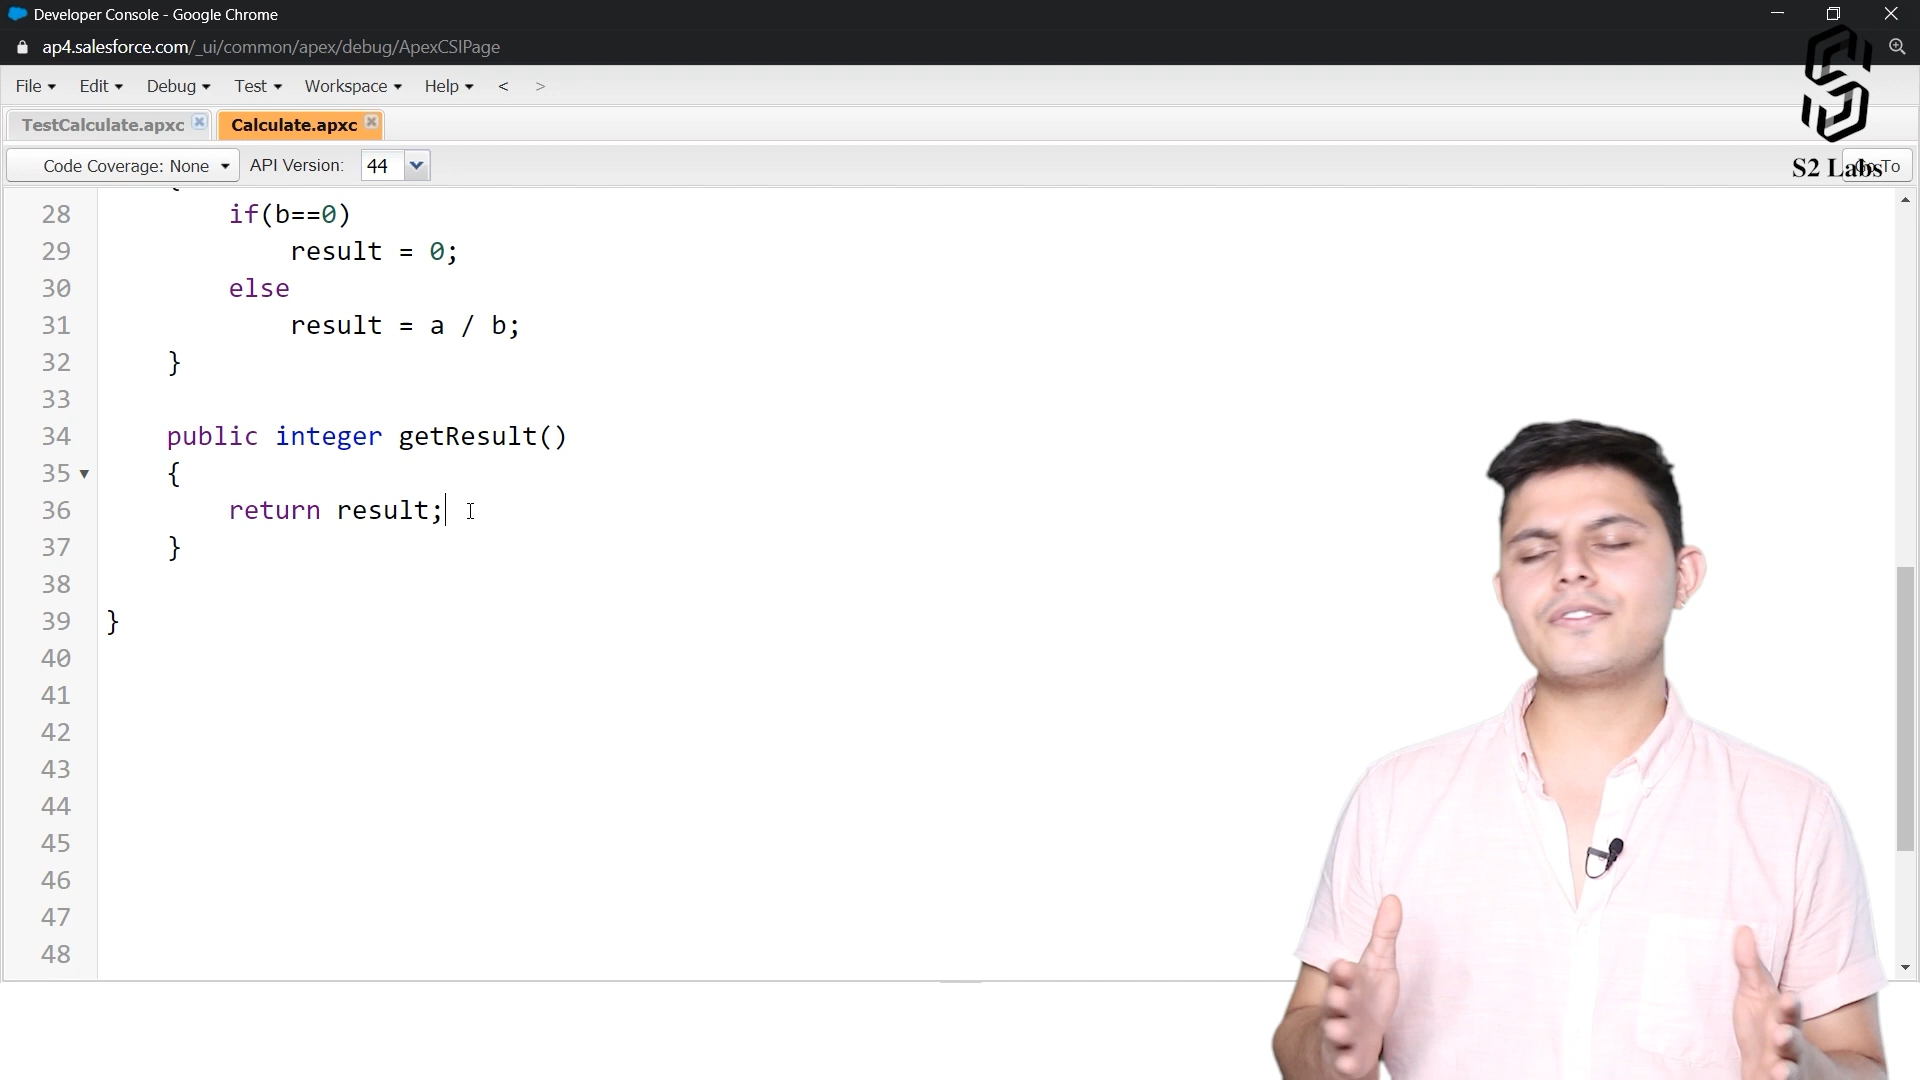 Developer Console - Google Chrome
ap4.salesforce.com/_ui/common/apex/debug/ApexCSIPage
File Edit Debug Test Workspace Help < >
TestCalculate.apxc Calculate.apxc
Code Coverage: None API Version: 44 Go To
S2 Labs
28 if(b==0)
29 result = 0;
30 else
31 result = a / b;
32 }
33
34 public integer getResult()
35 {
36 return result;
37 }
38
39 }
40
41
42
43
44
45
46
47
48